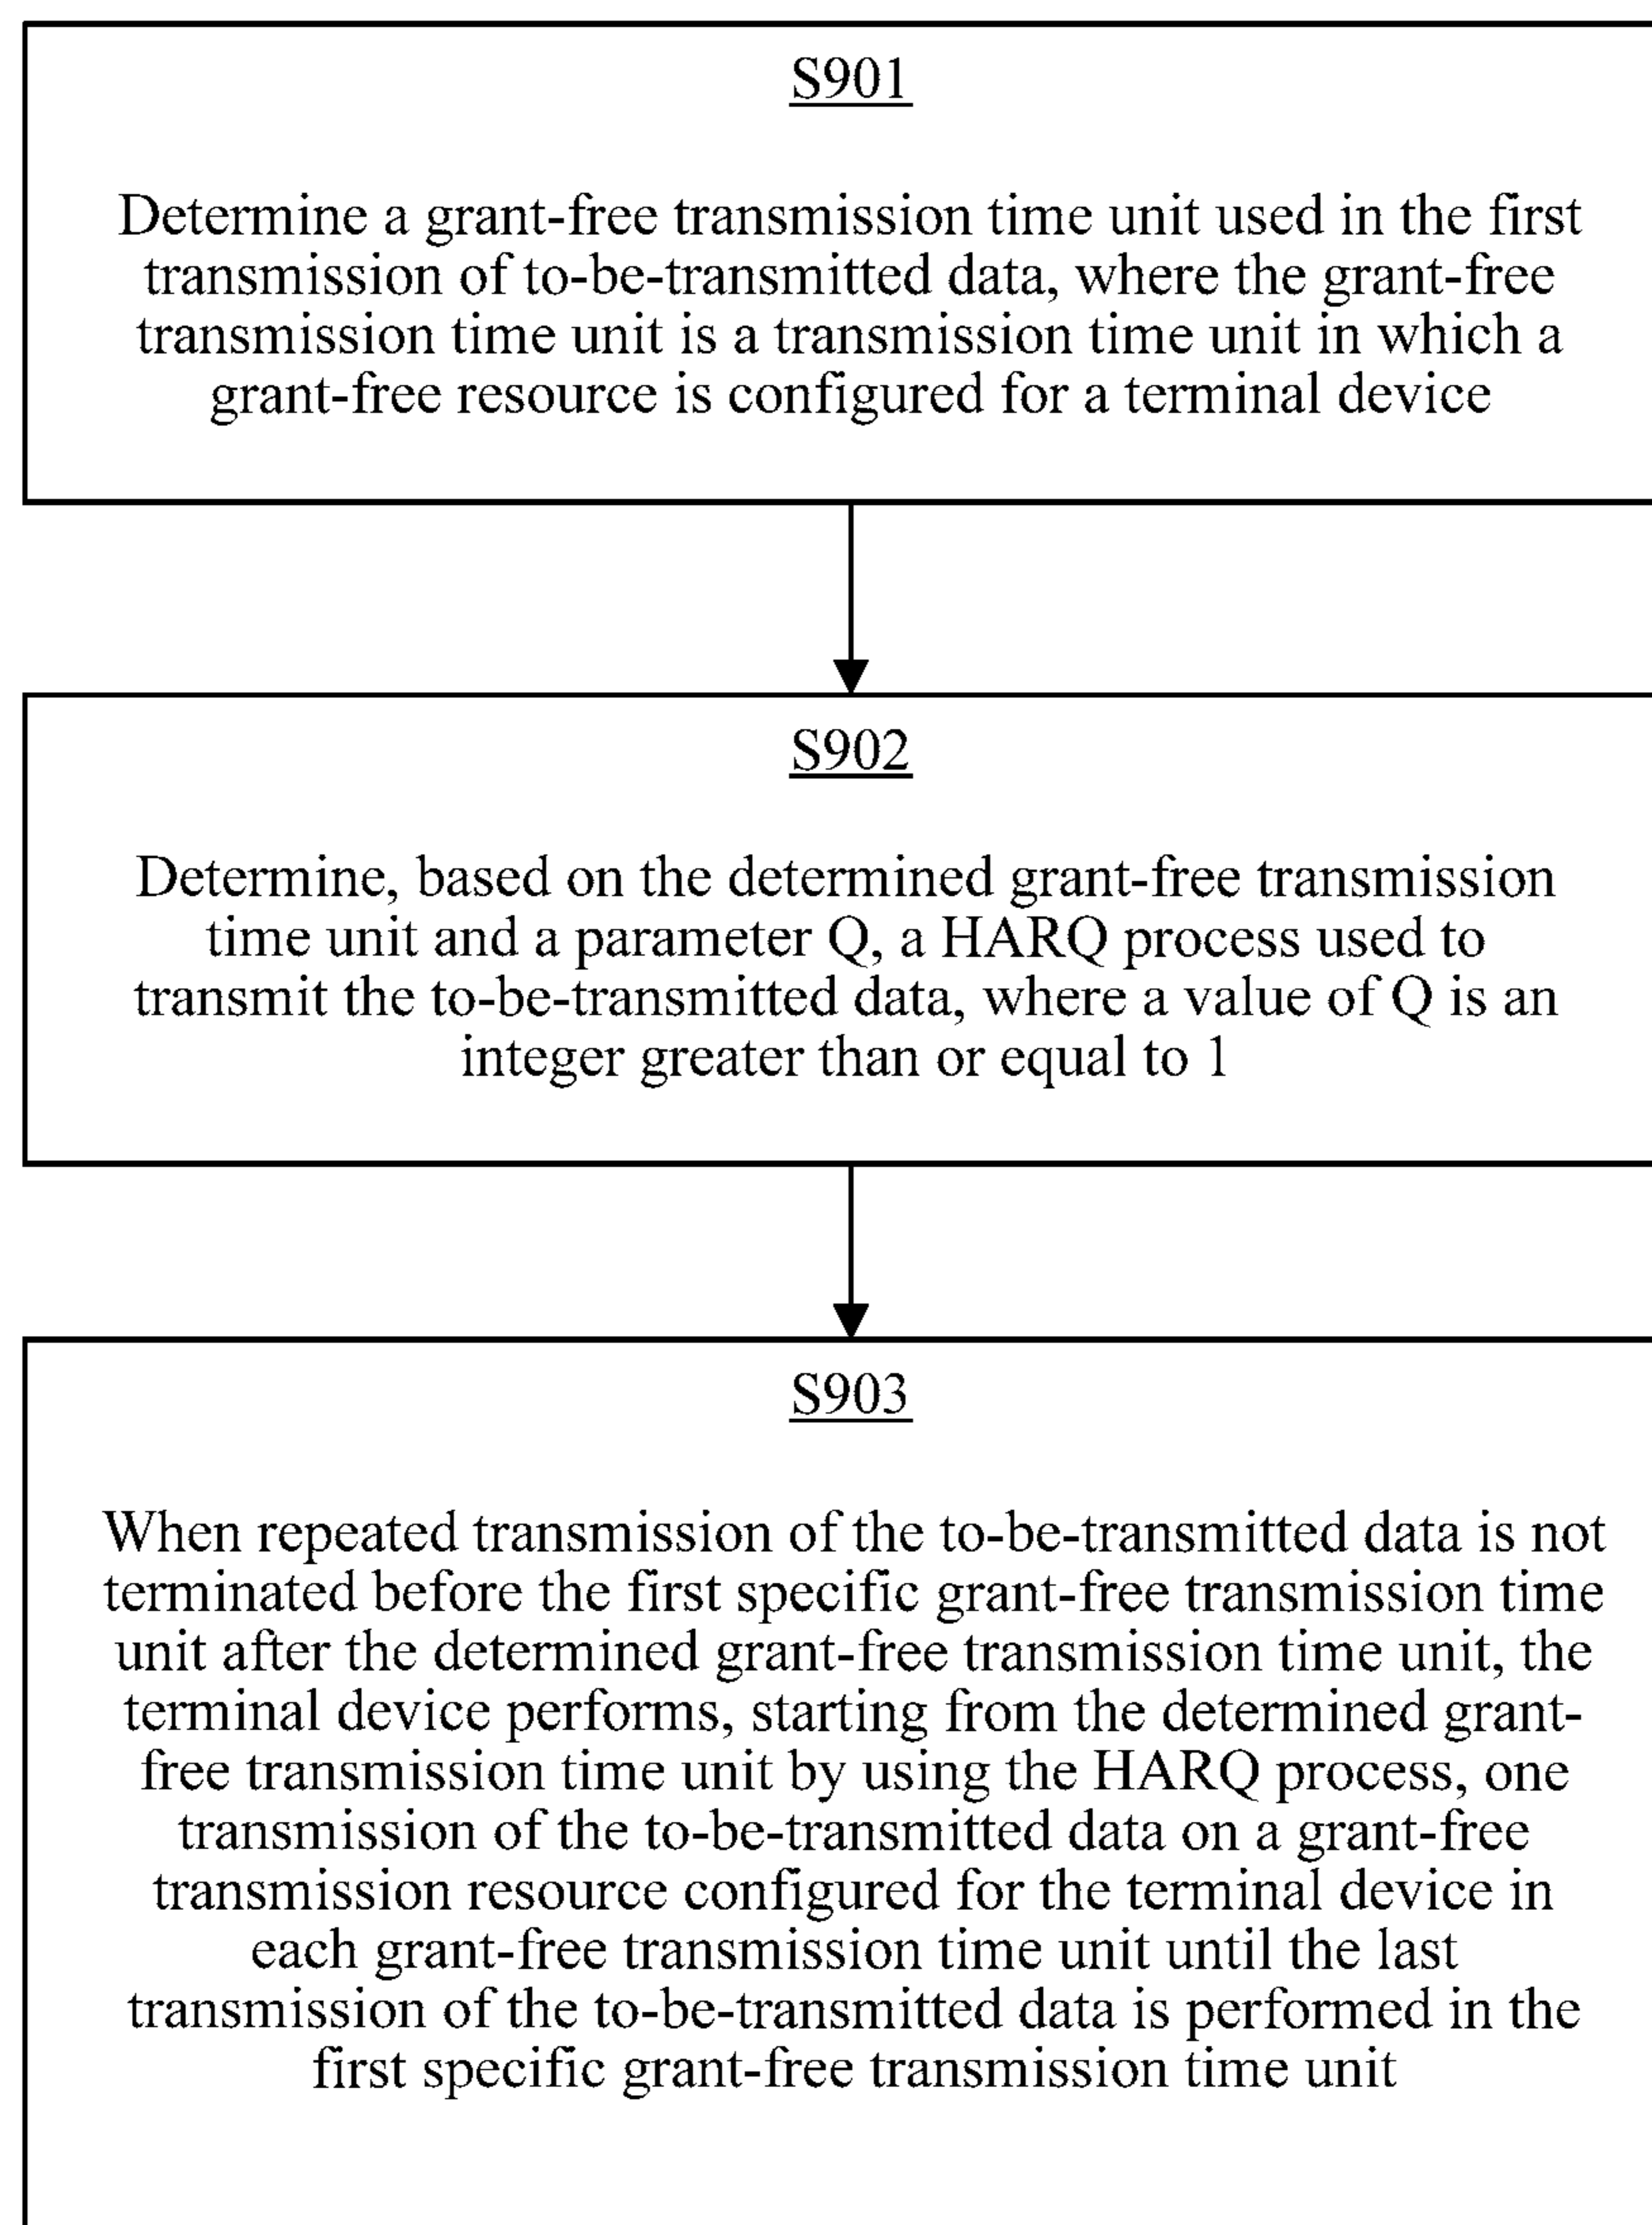 S901
Determine a grant-free transmission time unit used in the first
transmission of to-be-transmitted data, where the grant-free
transmission time unit is a transmission time unit in which a
grant-free resource is configured for a terminal device
S902
Determine, based on the determined grant-free transmission
time unit and a parameter Q, a HARQ process used to
transmit the to-be-transmitted data, where a value of Q is an
integer greater than or equal to 1
S903
When repeated transmission of the to-be-transmitted data is not
terminated before the first specific grant-free transmission time
unit after the determined grant-free transmission time unit, the
terminal device performs, starting from the determined grant-
free transmission time unit by using the HARQ process, one
transmission of the to-be-transmitted data on a grant-free
transmission resource configured for the terminal device in
each grant-free transmission time unit until the last
transmission of the to-be-transmitted data is performed in the
first specific grant-free transmission time unit